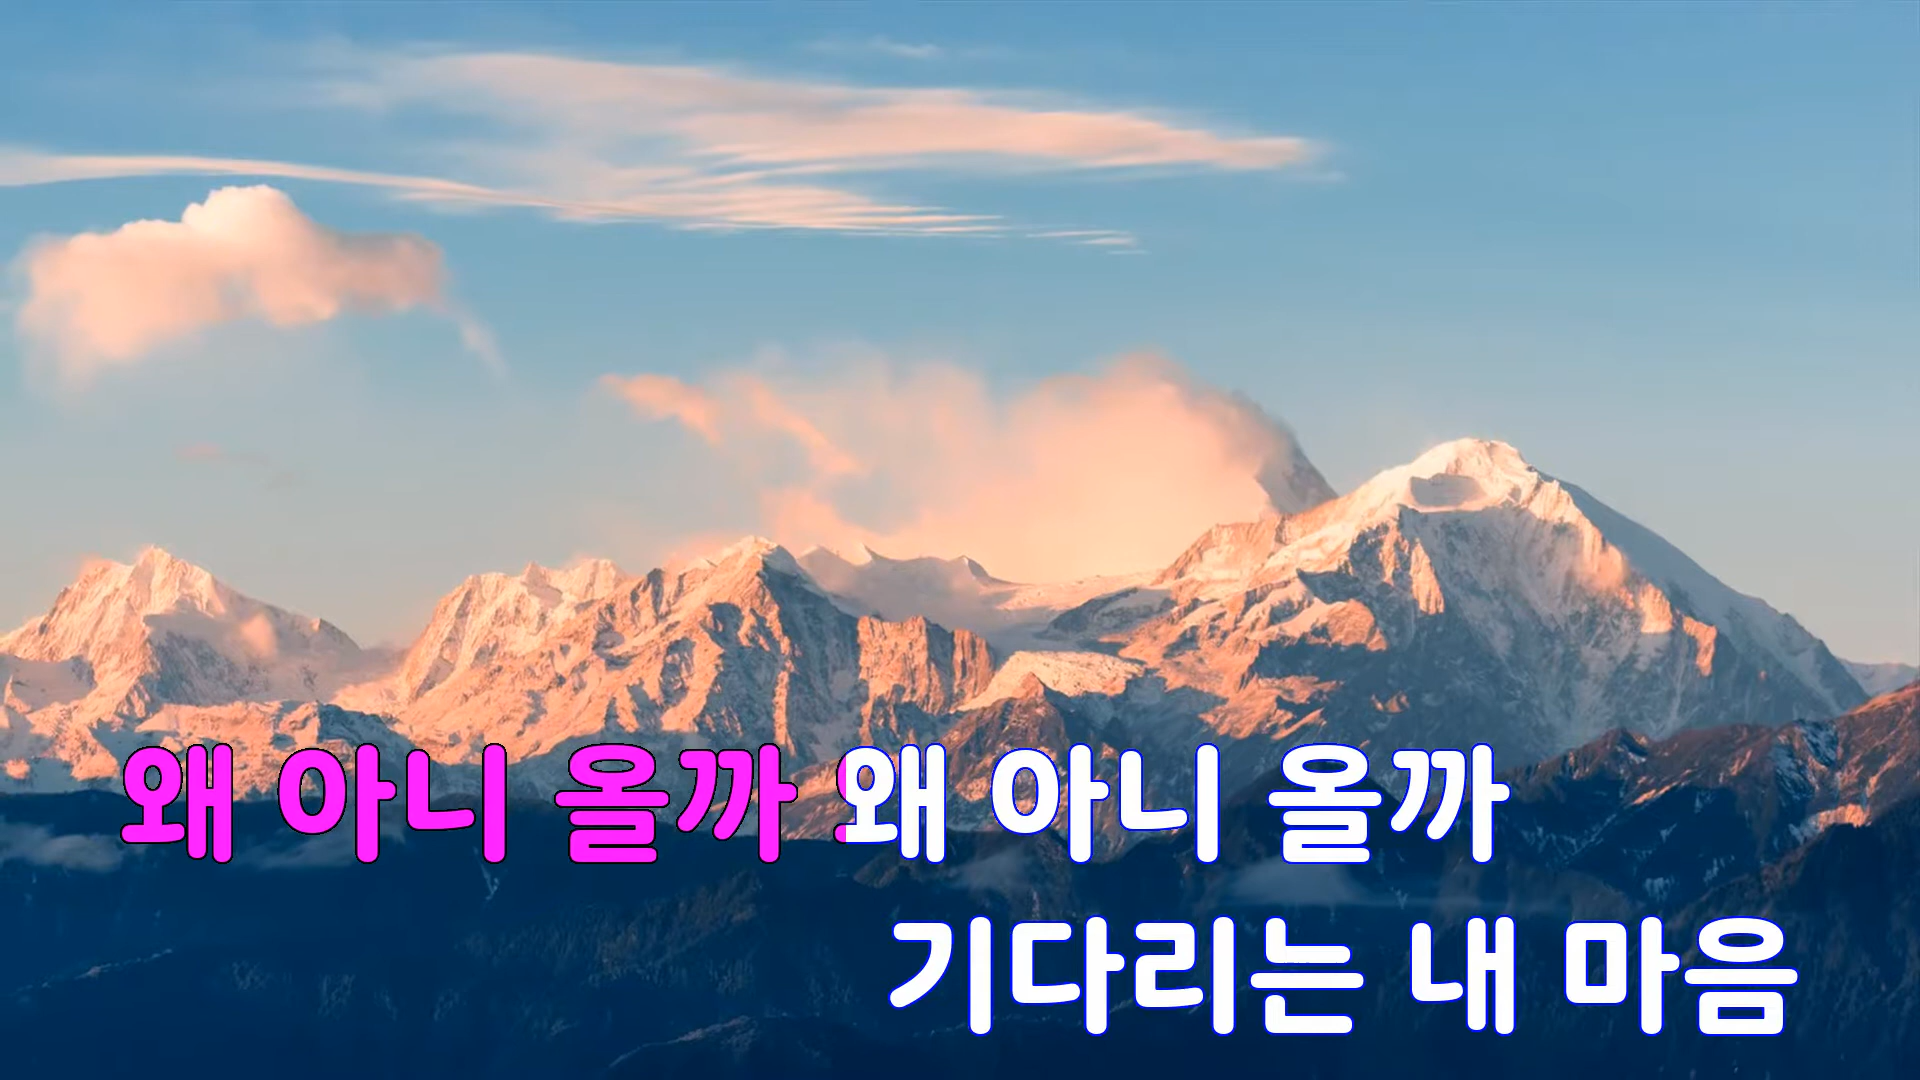 왜 아니 올까 왜 아니 올까
기다리는 내 마음